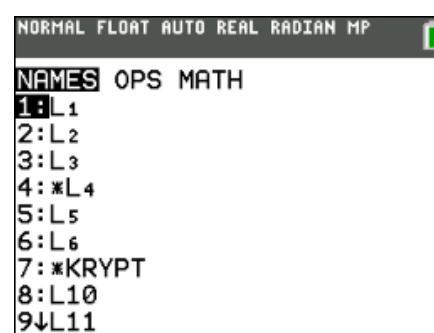 NORMAL FLOAT AUTO REAL RADIAN MP
NAMES OPS MATH
1:L₁
2:L₂
3:L₃
4:*L₄
5:L₅
6:L₆
7:*KRYPT
8:L10
9↓L11